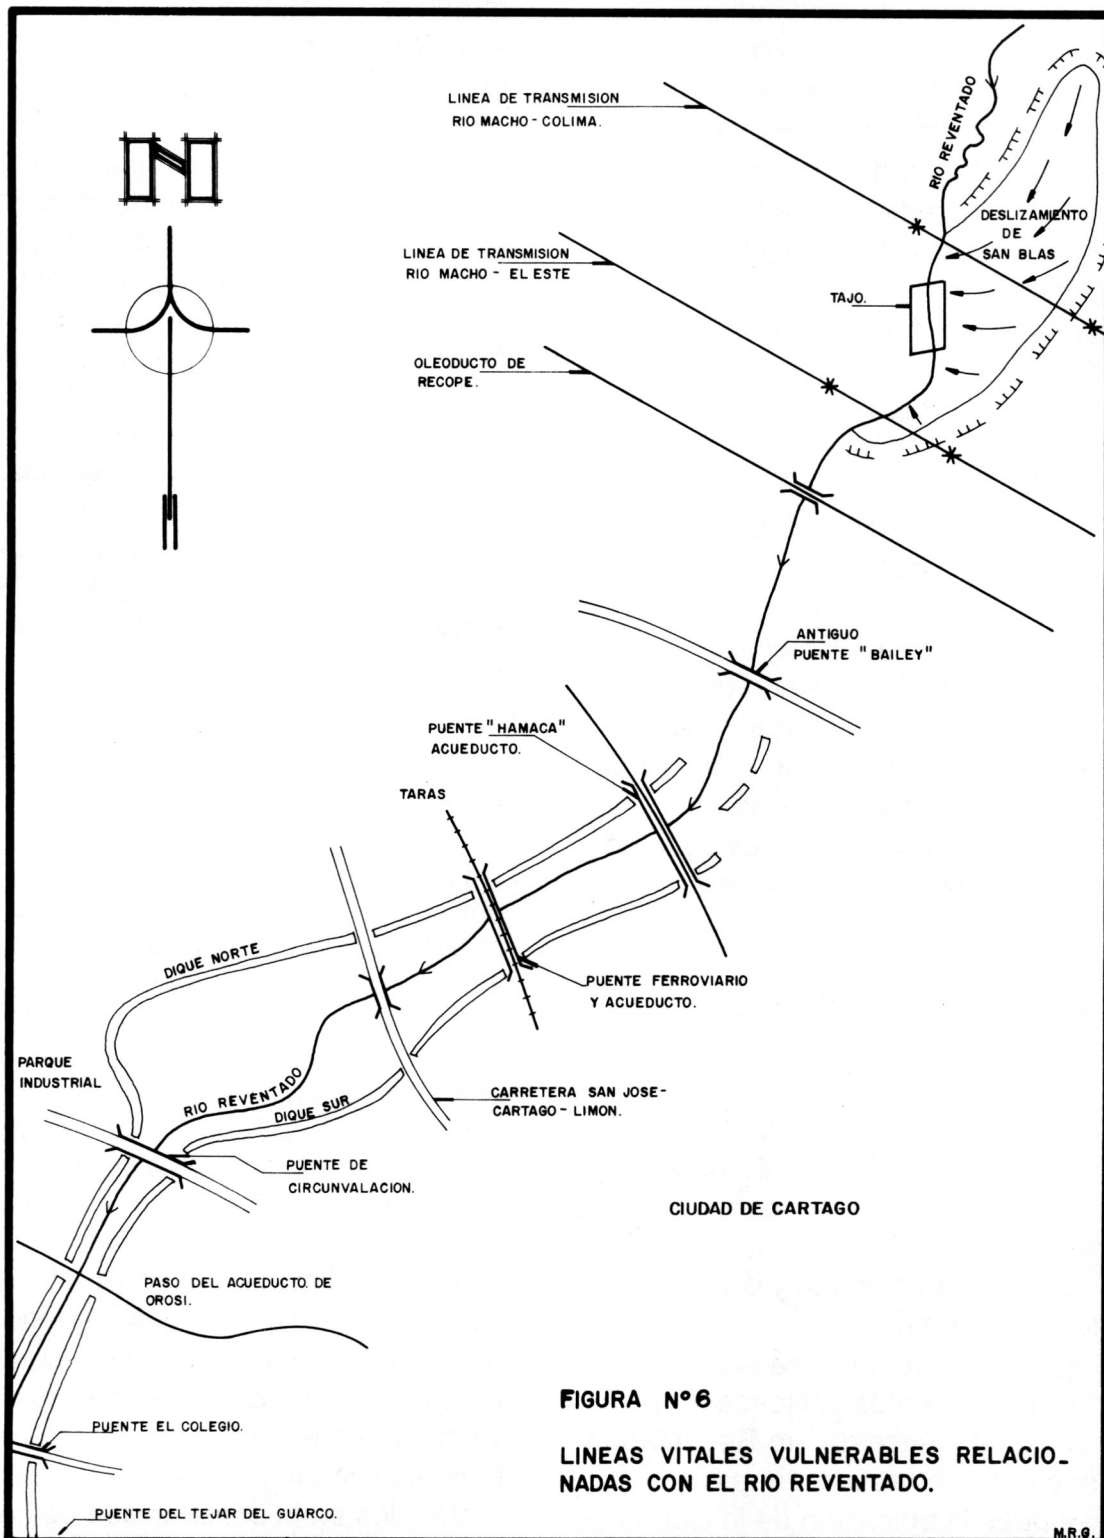 N
LINEA DE TRANSMISION
RIO MACHO - COLIMA.
RIO REVENTADO
DESLIZAMIENTO
DE
SAN BLAS
LINEA DE TRANSMISION
RIO MACHO - EL ESTE
TAJO.
OLEODUCTO DE
RECOPE.
ANTIGUO
PUENTE "BAILEY"
PUENTE "HAMACA"
ACUEDUCTO.
TARAS
DIQUE NORTE
PUENTE FERROVIARIO
Y ACUEDUCTO.
PARQUE
INDUSTRIAL
RIO REVENTADO
DIQUE SUR
CARRETERA SAN JOSE-
CARTAGO - LIMON.
PUENTE DE
CIRCUNVALACION.
CIUDAD DE CARTAGO
PASO DEL ACUEDUCTO. DE
OROSI.
PUENTE EL COLEGIO.
PUENTE DEL TEJAR DEL GUARCO.
FIGURA Nº 6
LINEAS VITALES VULNERABLES RELACIO_
NADAS CON EL RIO REVENTADO.
M.R.G.